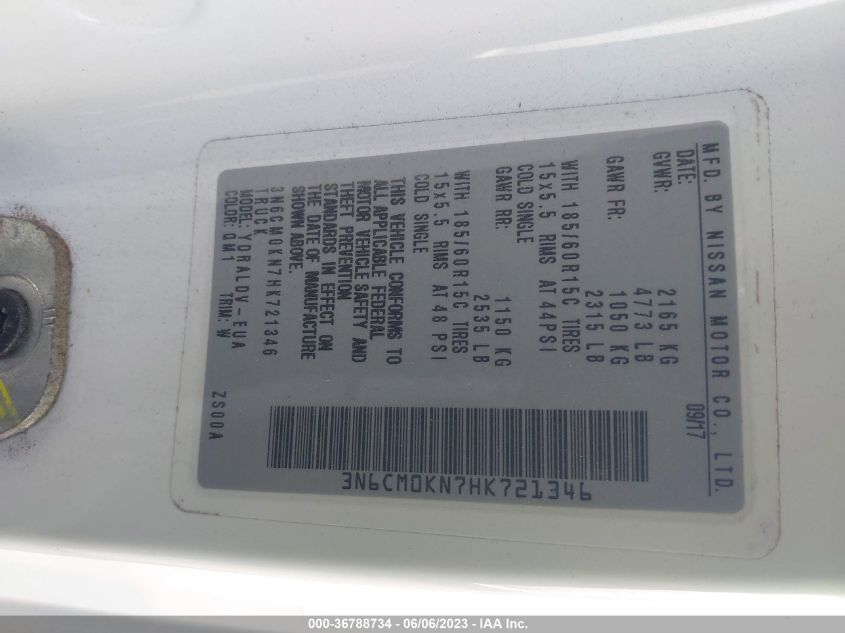 MFD. BY NISSAN MOTOR CO., LTD.
DATE: 09/17
GVWR: 2165 KG
4773 LB
GAWR FR: 1050 KG
2315 LB
WITH 185/60R15C TIRES
15x5.5 RIMS AT 44PSI
COLD SINGLE
GAWR RR: 1150 KG
2535 LB
WITH 185/60R15C TIRES
15x5.5 RIMS AT 48 PSI
COLD SINGLE
THIS VEHICLE CONFORMS TO
ALL APPLICABLE FEDERAL
MOTOR VEHICLE SAFETY AND
THEFT PREVENTION
STANDARDS IN EFFECT ON
THE DATE OF MANUFACTURE
SHOWN ABOVE.
3N6CM0KN7HK721346
TRUCK
MODEL: YDRALDV-EUA
COLOR: QM1 TRIM: W
ZS00A
3N6CM0KN7HK721346
000-36788734 - 06/06/2023 - IAA Inc.